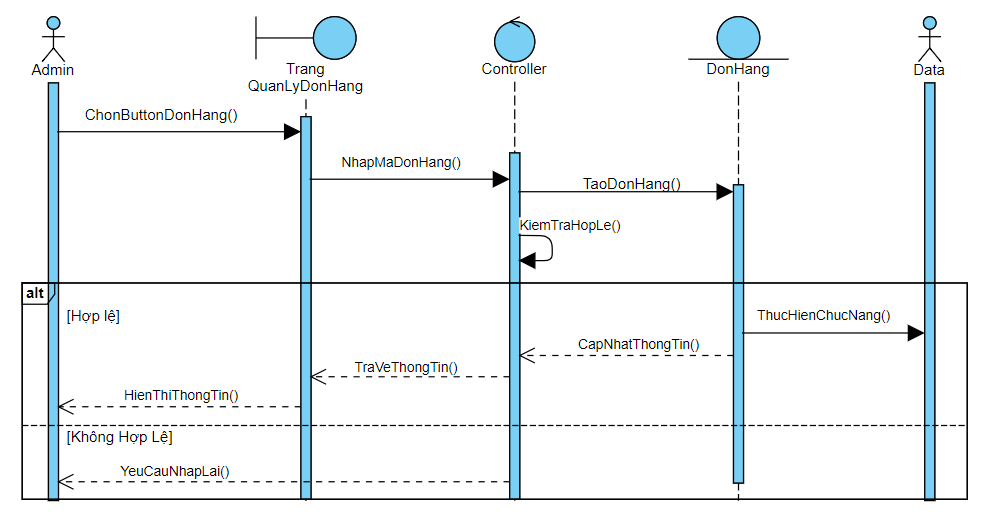 Admin
Trang
QuanLyDonHang
Controller
DonHang
Data
ChonButtonDonHang()
NhapMaDonHang()
TaoDonHang()
KiemTraHopLe()
alt
[Hợp lệ]
ThucHienChucNang()
CapNhatThongTin()
TraVeThongTin()
HienThiThongTin()
[Không Hợp Lệ]
YeuCauNhapLai()